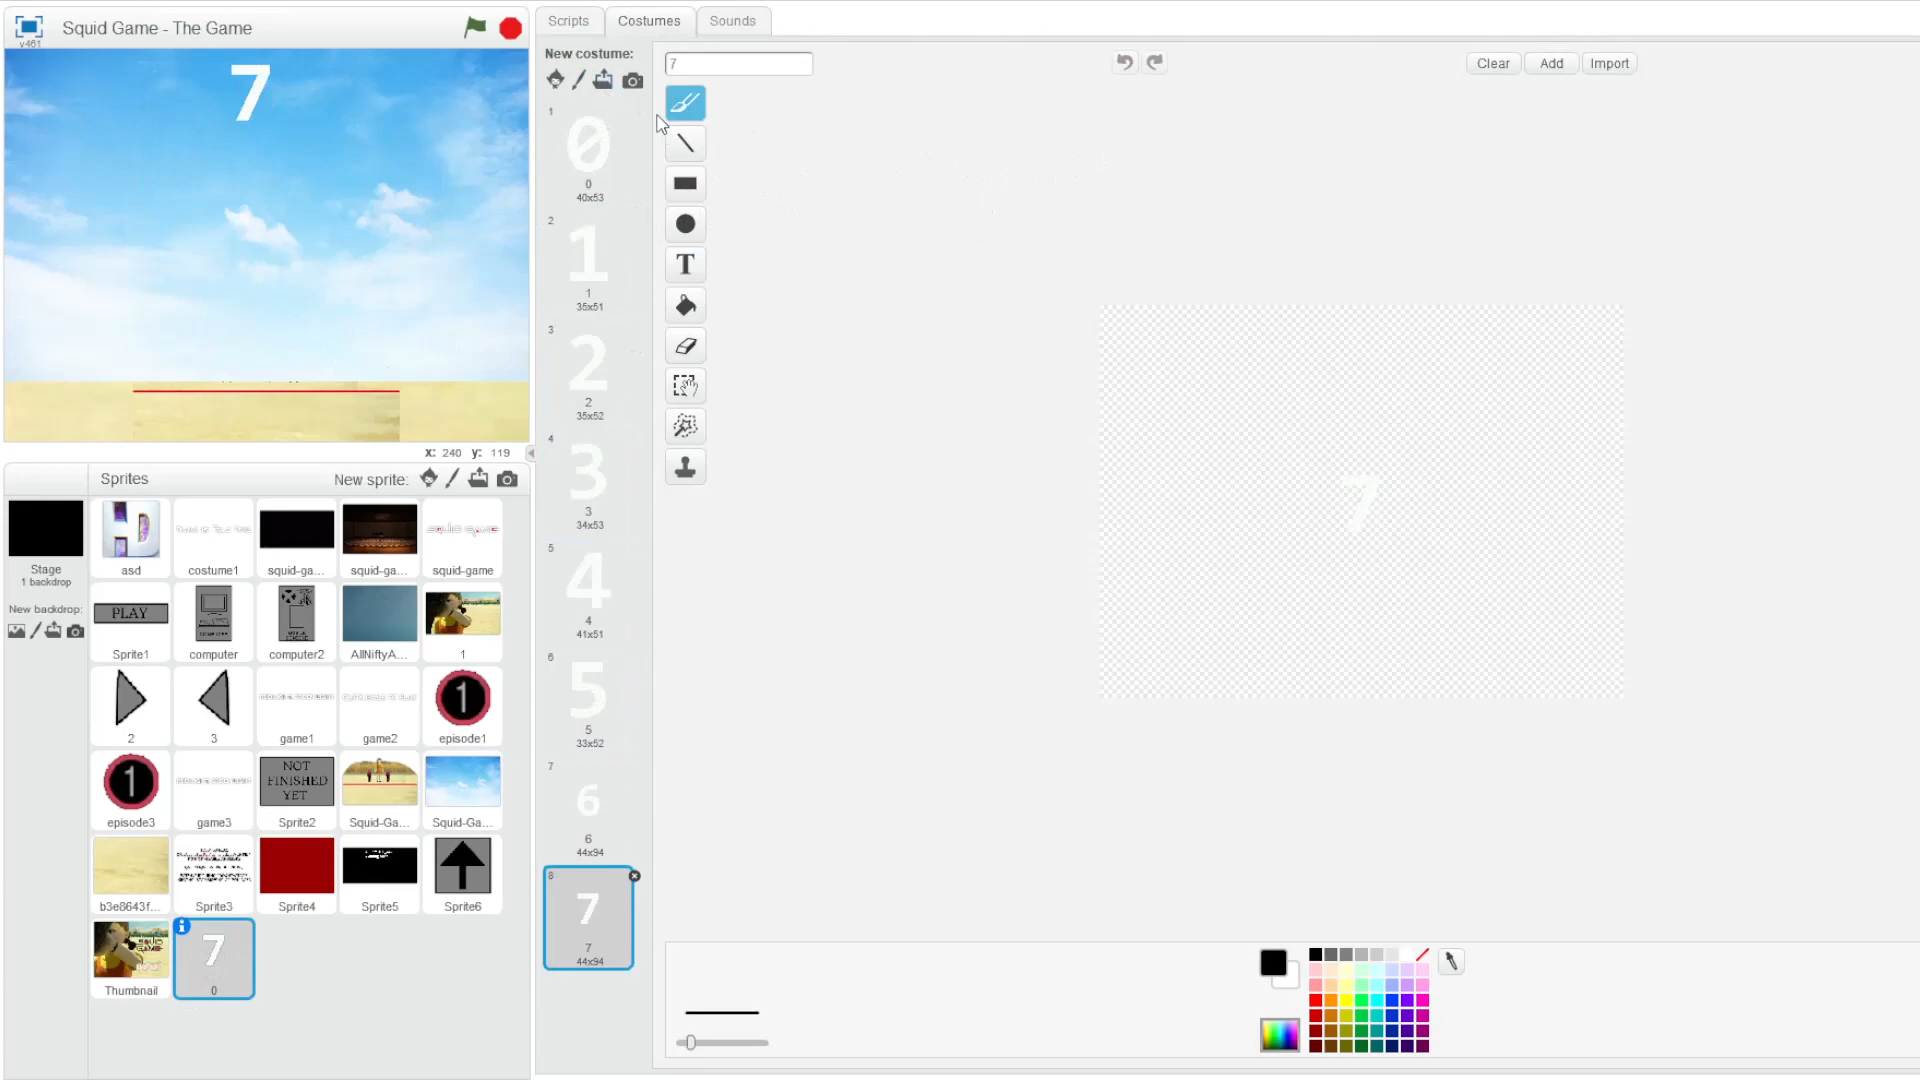 Squid Game - The Game
v461
7
x: 240 y: 119
Sprites
New sprite:
Stage
1 backdrop
New backdrop:
asd
costume1
squid-ga...
squid-ga...
SQUID GAME
squid-game
PLAY
Sprite1
computer
computer2
AllNiftyA...
1
2
3
game1
game2
1
episode1
1
episode3
game3
NOT
FINISHED
YET
Sprite2
Squid-Ga...
Squid-Ga...
b3e8643f...
Sprite3
Sprite4
Sprite5
Sprite6
SQUID
GAME
Thumbnail
7
0
Scripts
Costumes
Sounds
New costume:
1
0
0
40x53
2
1
1
35x51
3
2
2
35x52
4
3
3
34x53
5
4
4
41x51
6
5
5
33x52
7
6
6
44x94
8
7
7
44x94
7
Clear
Add
Import
T
7